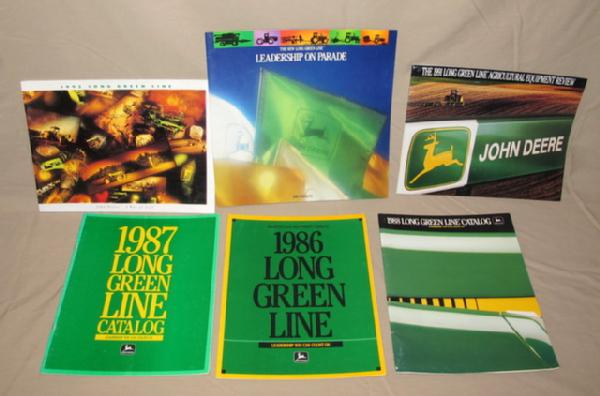 1992 LONG GREEN LINE
THE NEW LONG GREEN LINE
LEADERSHIP ON PARADE
THE 1991 LONG GREEN LINE AGRICULTURAL EQUIPMENT REVIEW
JOHN DEERE
1987
LONG
GREEN
LINE
CATALOG
1986
LONG
GREEN
LINE
LEADERSHIP YOU CAN COUNT ON
1988 LONG GREEN LINE CATALOG